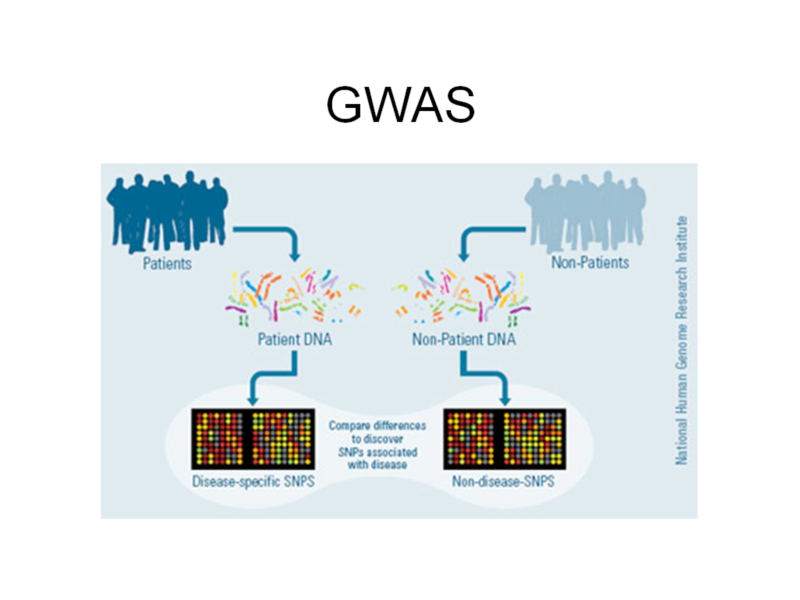 GWAS
Patients
Non-Patients
Patient DNA
Non-Patient DNA
Compare differences
to discover
SNPs associated
with disease
Disease-specific SNPS
Non-disease-SNPS
National Human Genome Research Institute